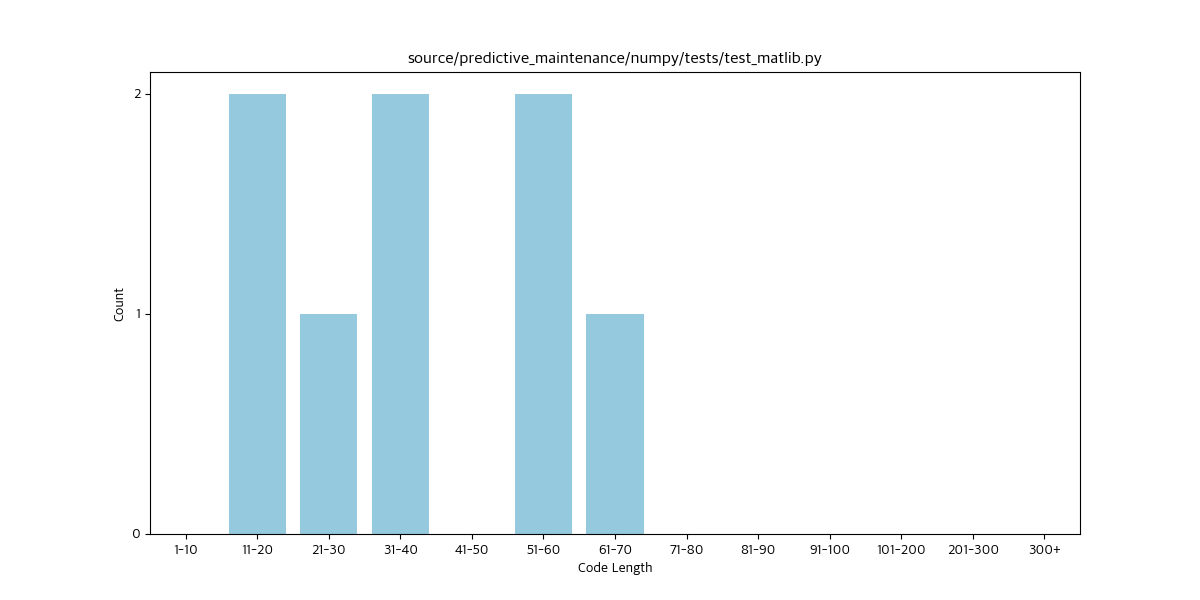 source/predictive_maintenance/numpy/tests/test_matlib.py
2
1
0
Count
1-10 11-20 21-30 31-40 41-50 51-60 61-70 71-80 81-90 91-100 101-200 201-300 300+
Code Length